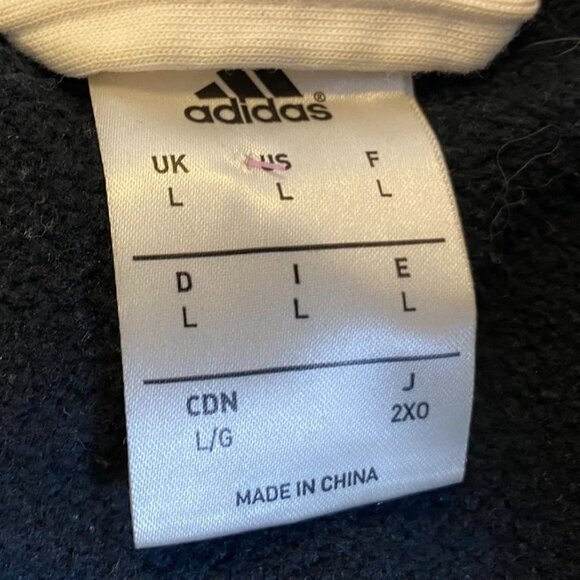 adidas®
UK US F
L L L
D I E
L L L
CDN J
L/G 2XO
MADE IN CHINA